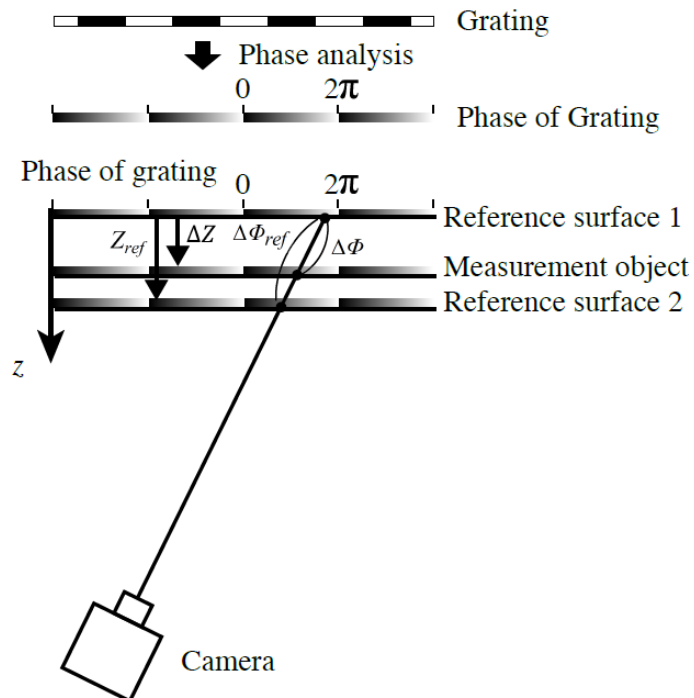 Grating
Phase analysis
0 2π
Phase of Grating
Phase of grating 0 2π
Reference surface 1
Z_ref ΔZ ΔΦ_ref ΔΦ
Measurement object
Reference surface 2
z
Camera